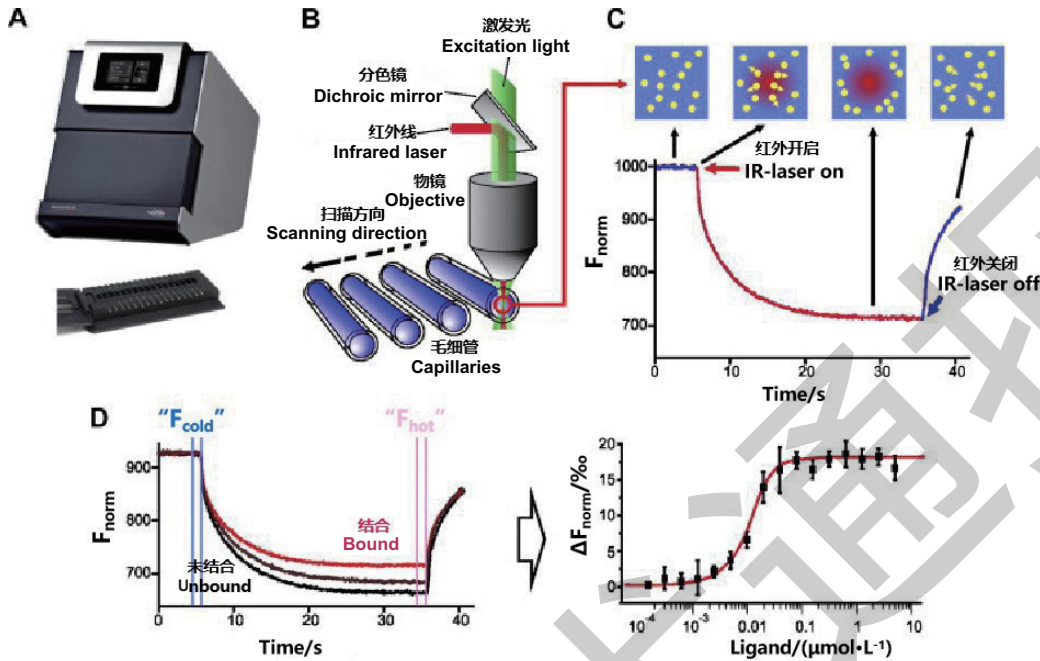 A
B
激发光
Excitation light
分色镜
Dichroic mirror
红外线
Infrared laser
物镜
Objective
扫描方向
Scanning direction
毛细管
Capillaries
C
红外开启
IR-laser on
红外关闭
IR-laser off
Fnorm
1000
900
800
700
0
10
20
30
40
Time/s
D
“Fcold”
“Fhot”
Fnorm
900
800
700
结合
Bound
未结合
Unbound
0
10
20
30
40
Time/s
ΔFnorm/‰
20
15
10
5
0
10⁻⁴
10⁻³
0.01
0.1
1
10
Ligand/(μmol•L⁻¹)